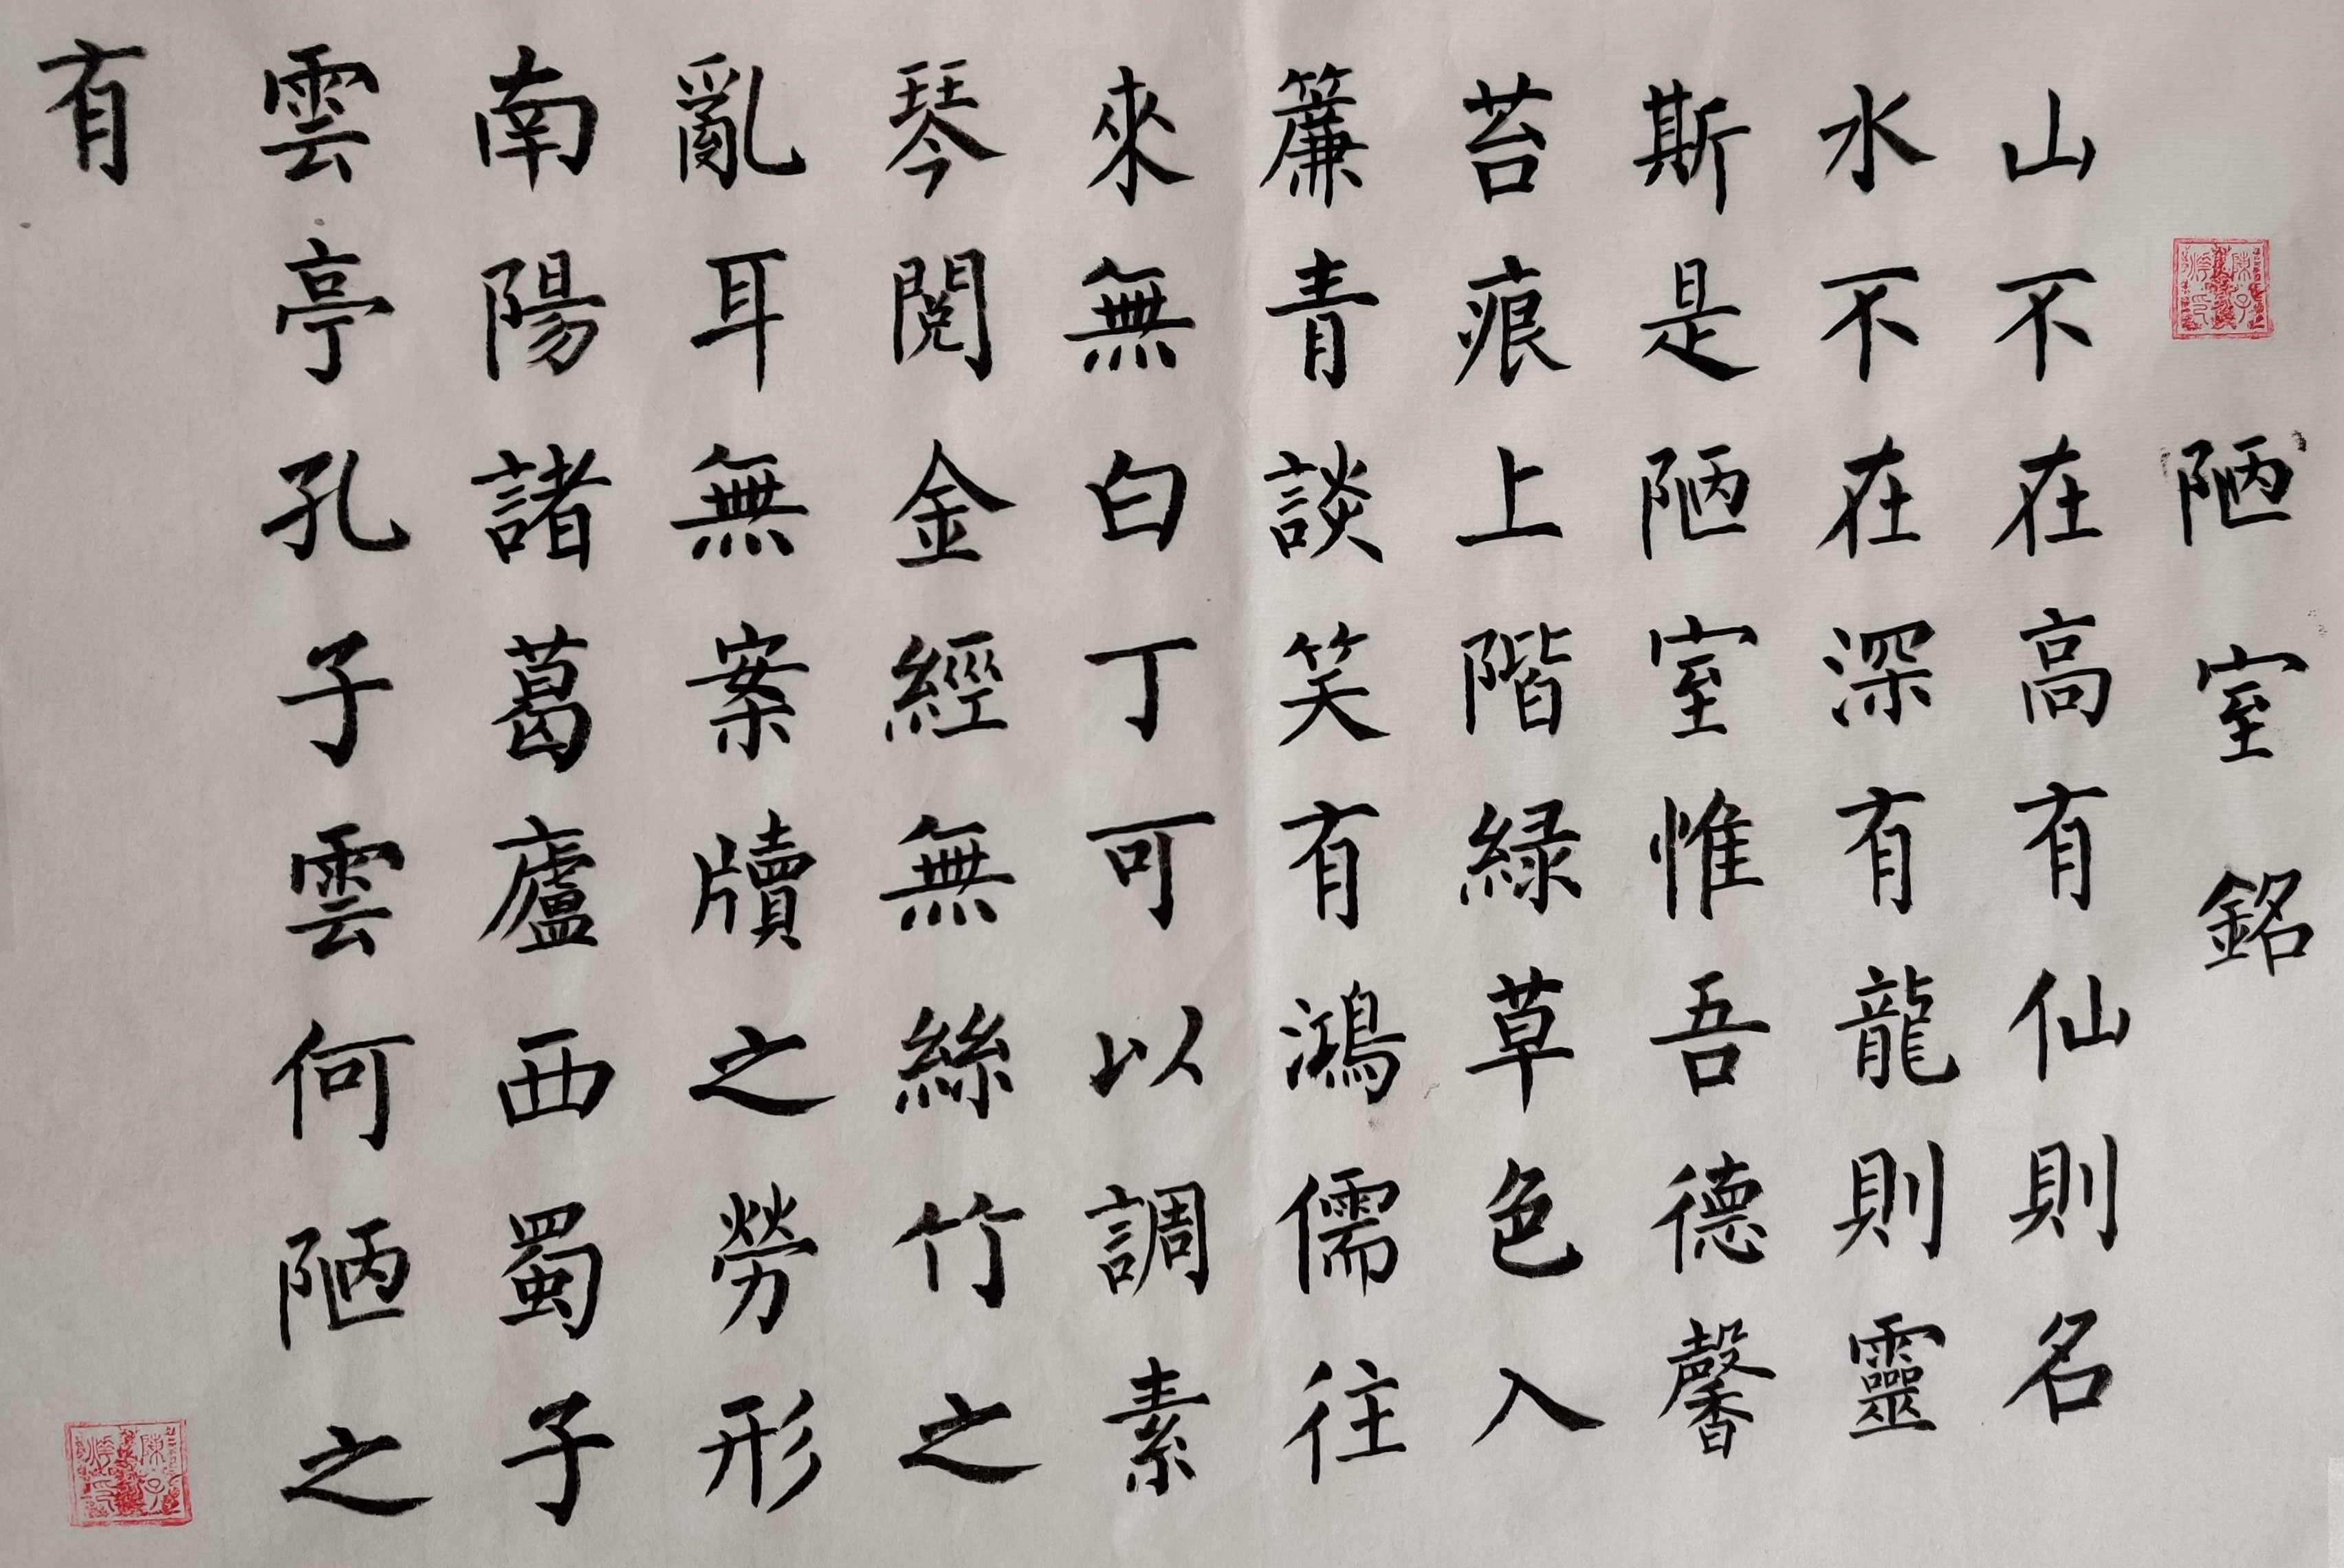 陋室銘
山不在高有仙則名
水不在深有龍則靈
斯是陋室惟吾德馨
苔痕上階緑草色入
簾青談笑有鴻儒往
來無白丁可以調素
琴閱金經無絲竹之
亂耳無案牘之勞形
南陽諸葛廬西蜀子
雲亭孔子雲何陋之
有